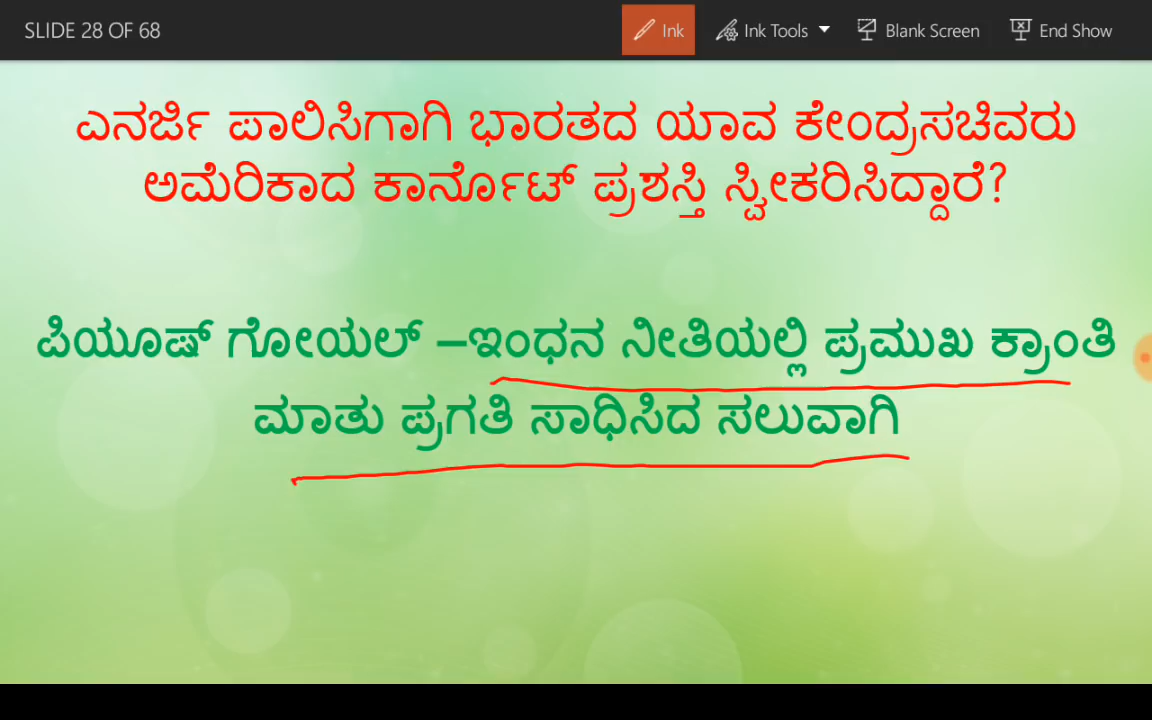 SLIDE 28 OF 68
Ink
Ink Tools
Blank Screen
End Show
ಎನರ್ಜಿ ಪಾಲಿಸಿಗಾಗಿ ಭಾರತದ ಯಾವ ಕೇಂದ್ರಸಚಿವರು
ಅಮೆರಿಕಾದ ಕಾರ್ನೊಟ್ ಪ್ರಶಸ್ತಿ ಸ್ವೀಕರಿಸಿದ್ದಾರೆ?
ಪಿಯೂಷ್ ಗೋಯಲ್ –ಇಂಧನ ನೀತಿಯಲ್ಲಿ ಪ್ರಮುಖ ಕ್ರಾಂತಿ
ಮಾತು ಪ್ರಗತಿ ಸಾಧಿಸಿದ ಸಲುವಾಗಿ